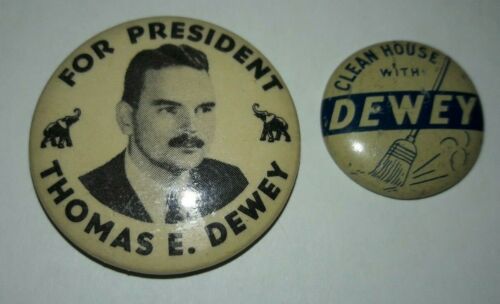 FOR PRESIDENT
THOMAS E. DEWEY
CLEAN HOUSE
WITH
DEWEY